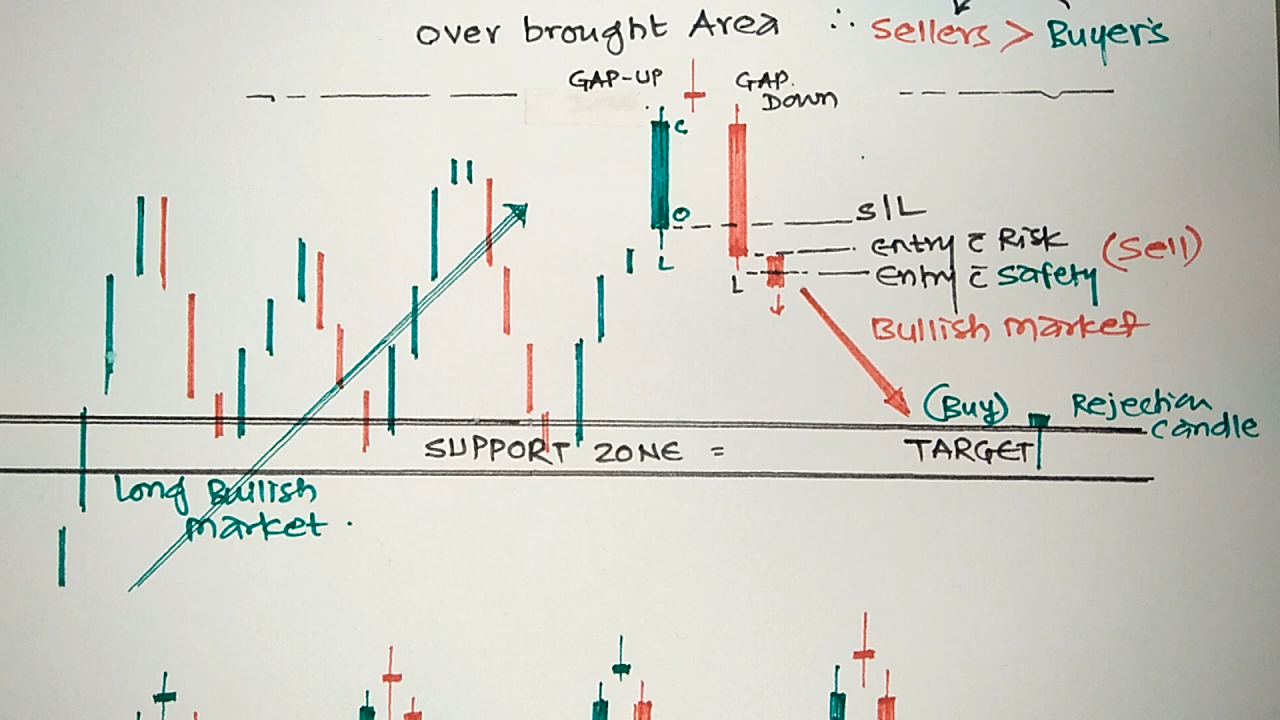 over brought Area ∴ Sellers > Buyer's
GAP-UP
GAP.
DOWN
C
O
L
L
S/L
entry c̄ Risk
(Sell)
entry c̄ Safety
Bullish market
(Buy)
Rejection
candle
SUPPORT ZONE =
TARGET
Long Bullish
market.